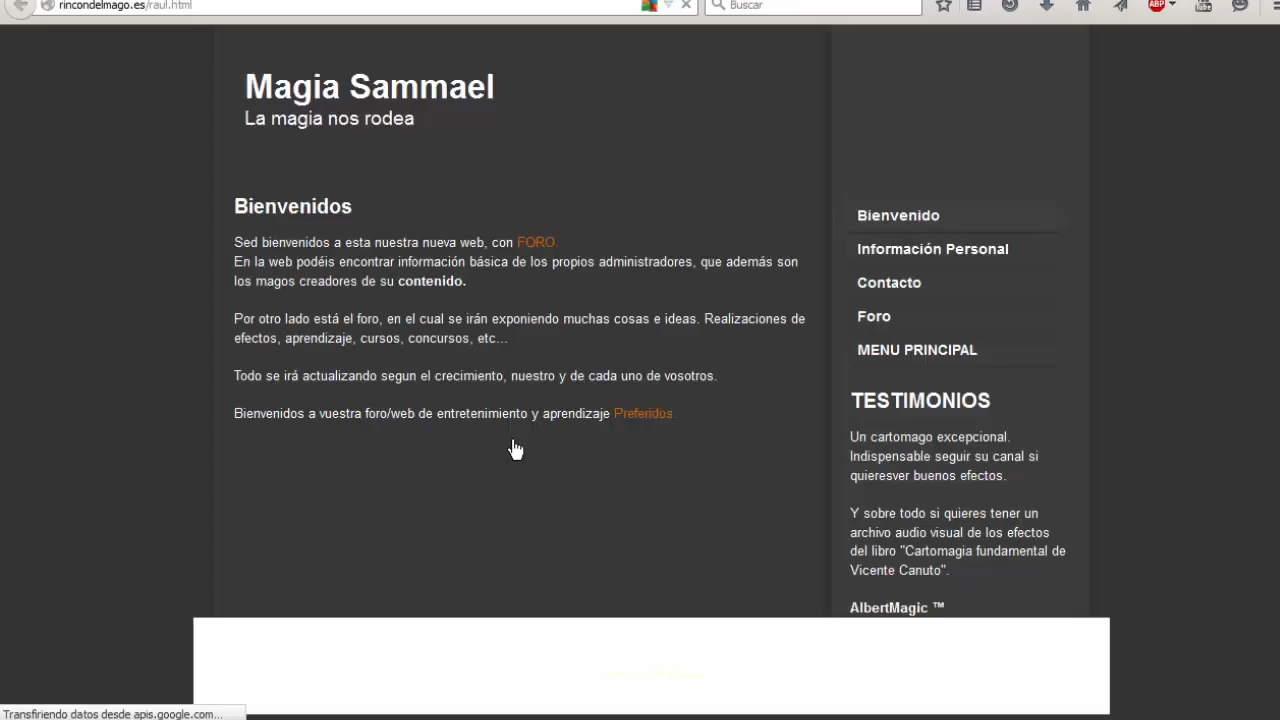 rincondelmago.es/raul.html
Buscar
ABP
Magia Sammael
La magia nos rodea
Bienvenidos
Sed bienvenidos a esta nuestra nueva web, con FORO.
En la web podéis encontrar información básica de los propios administradores, que además son
los magos creadores de su contenido.
Por otro lado está el foro, en el cual se irán exponiendo muchas cosas e ideas. Realizaciones de
efectos, aprendizaje, cursos, concursos, etc...
Todo se irá actualizando segun el crecimiento, nuestro y de cada uno de vosotros.
Bienvenidos a vuestra foro/web de entretenimiento y aprendizaje Preferidos.
Bienvenido
Información Personal
Contacto
Foro
MENU PRINCIPAL
TESTIMONIOS
Un cartomago excepcional.
Indispensable seguir su canal si
quieresver buenos efectos.
Y sobre todo si quieres tener un
archivo audio visual de los efectos
del libro "Cartomagia fundamental de
Vicente Canuto".
AlbertMagic ™
Transfiriendo datos desde apis.google.com...